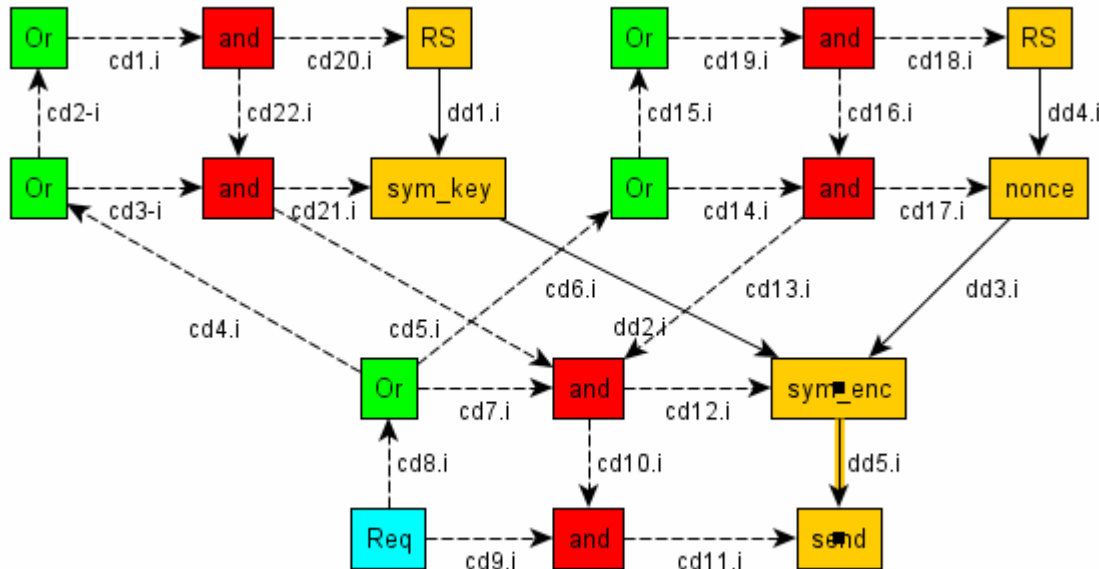 Or and RS Or and RS
cd1.i cd20.i cd19.i cd18.i
cd2-i cd22.i dd1.i cd15.i cd16.i dd4.i
Or and sym_key Or and nonce
cd3-i cd21.i cd14.i cd17.i
cd6.i cd13.i dd3.i
cd4.i cd5.i dd2.i
Or and sym_enc
cd7.i cd12.i
cd8.i cd10.i dd5.i
Req and send
cd9.i cd11.i